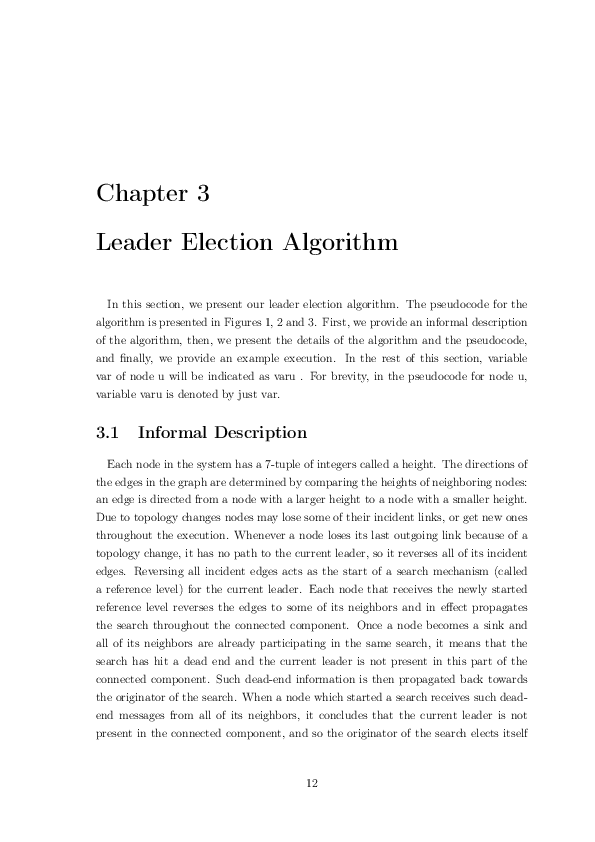 Chapter 3
Leader Election Algorithm
In this section, we present our leader election algorithm. The pseudocode for the
algorithm is presented in Figures 1, 2 and 3. First, we provide an informal description
of the algorithm, then, we present the details of the algorithm and the pseudocode,
and finally, we provide an example execution. In the rest of this section, variable
var of node u will be indicated as varu . For brevity, in the pseudocode for node u,
variable varu is denoted by just var.
3.1 Informal Description
Each node in the system has a 7-tuple of integers called a height. The directions of
the edges in the graph are determined by comparing the heights of neighboring nodes:
an edge is directed from a node with a larger height to a node with a smaller height.
Due to topology changes nodes may lose some of their incident links, or get new ones
throughout the execution. Whenever a node loses its last outgoing link because of a
topology change, it has no path to the current leader, so it reverses all of its incident
edges. Reversing all incident edges acts as the start of a search mechanism (called
a reference level) for the current leader. Each node that receives the newly started
reference level reverses the edges to some of its neighbors and in effect propagates
the search throughout the connected component. Once a node becomes a sink and
all of its neighbors are already participating in the same search, it means that the
search has hit a dead end and the current leader is not present in this part of the
connected component. Such dead-end information is then propagated back towards
the originator of the search. When a node which started a search receives such dead-
end messages from all of its neighbors, it concludes that the current leader is not
present in the connected component, and so the originator of the search elects itself
12